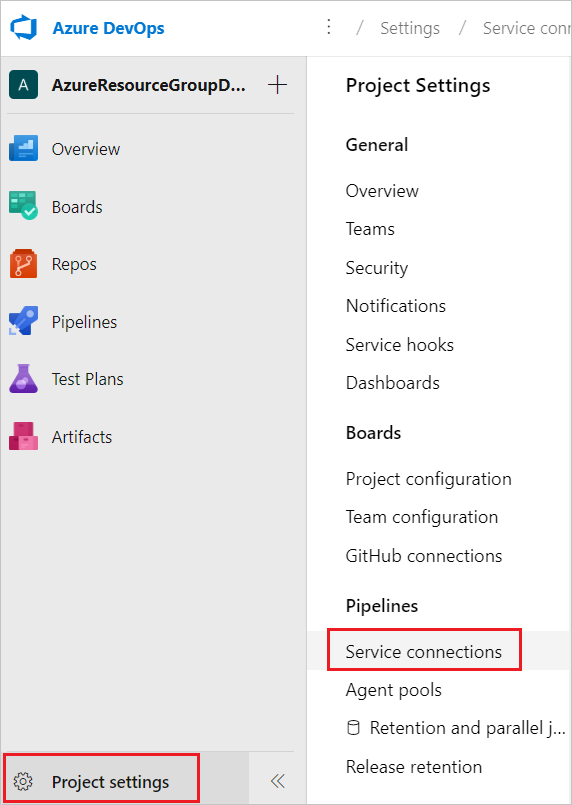 Azure DevOps
/ Settings / Service conn
A AzureResourceGroupD... +
Overview
Boards
Repos
Pipelines
Test Plans
Artifacts
Project settings
Project Settings
General
Overview
Teams
Security
Notifications
Service hooks
Dashboards
Boards
Project configuration
Team configuration
GitHub connections
Pipelines
Service connections
Agent pools
Retention and parallel j...
Release retention